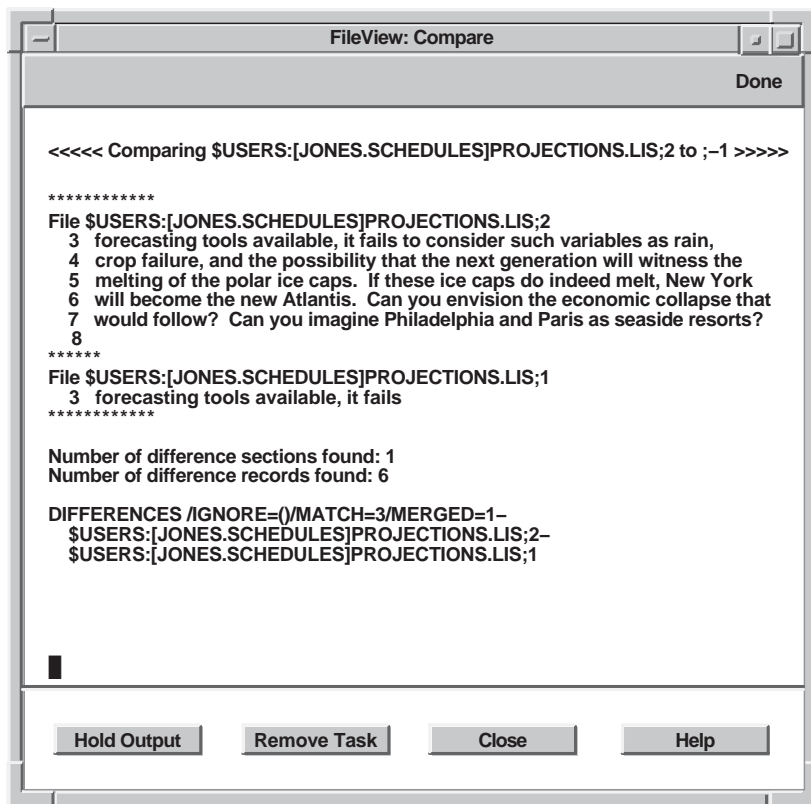 FileView: Compare
Done
<<<<< Comparing $USERS:[JONES.SCHEDULES]PROJECTIONS.LIS;2 to ;–1 >>>>>
************
File $USERS:[JONES.SCHEDULES]PROJECTIONS.LIS;2
3 forecasting tools available, it fails to consider such variables as rain,
4 crop failure, and the possibility that the next generation will witness the
5 melting of the polar ice caps. If these ice caps do indeed melt, New York
6 will become the new Atlantis. Can you envision the economic collapse that
7 would follow? Can you imagine Philadelphia and Paris as seaside resorts?
8
******
File $USERS:[JONES.SCHEDULES]PROJECTIONS.LIS;1
3 forecasting tools available, it fails
************
Number of difference sections found: 1
Number of difference records found: 6
DIFFERENCES /IGNORE=()/MATCH=3/MERGED=1–
$USERS:[JONES.SCHEDULES]PROJECTIONS.LIS;2–
$USERS:[JONES.SCHEDULES]PROJECTIONS.LIS;1
Hold Output Remove Task Close Help